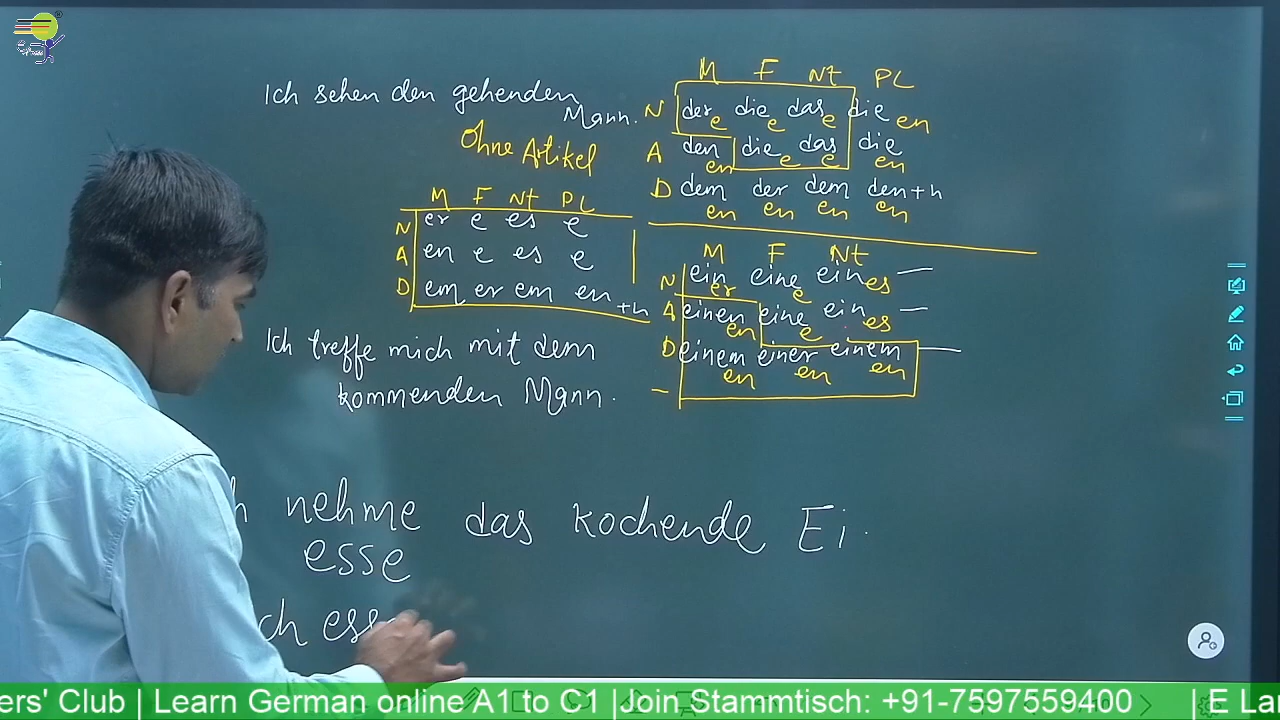 Ich sehen den gehenden
Mann.
Ohne Artikel
M F Nt PL
N er e es e
A en e es e
D em er em en +n
Ich treffe mich mit dem
kommenden Mann.
M F Nt PL
N der die das die
e e e en
A den die das die
en e e en
D dem der dem den+n
en en en en
M F Nt
N ein eine ein —
er e es
A einen eine ein —
en e es
D einem einer einem —
en en en
h nehme das kochende Ei.
esse
ch ess
ers' Club | Learn German online A1 to C1 |Join Stammtisch: +91-7597559400 | E Lan